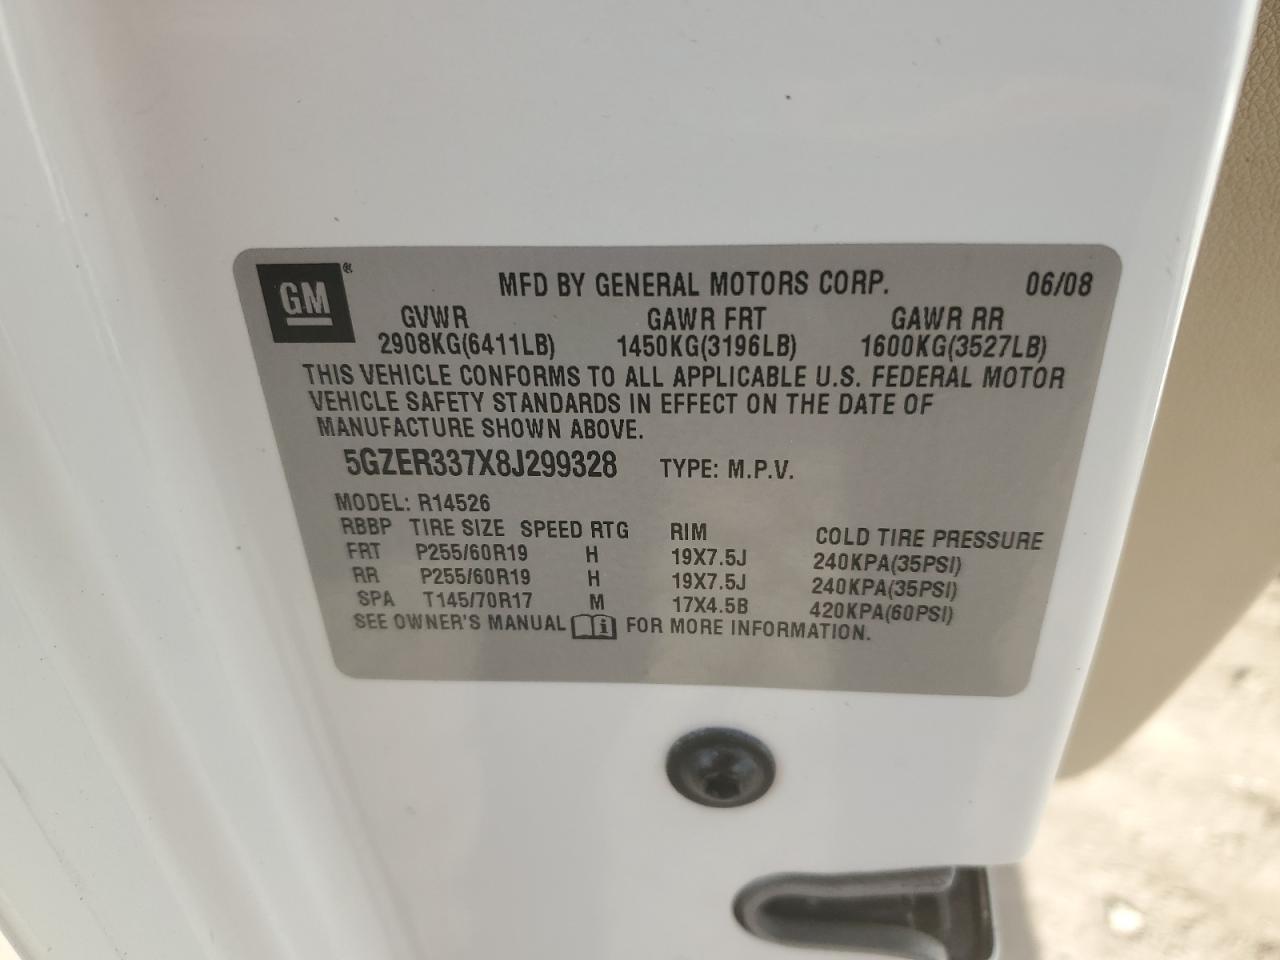 GM® MFD BY GENERAL MOTORS CORP. 06/08
GVWR GAWR FRT GAWR RR
2908KG(6411LB) 1450KG(3196LB) 1600KG(3527LB)
THIS VEHICLE CONFORMS TO ALL APPLICABLE U.S. FEDERAL MOTOR
VEHICLE SAFETY STANDARDS IN EFFECT ON THE DATE OF
MANUFACTURE SHOWN ABOVE.
5GZER337X8J299328 TYPE: M.P.V.
MODEL: R14526
RBBP TIRE SIZE SPEED RTG RIM COLD TIRE PRESSURE
FRT P255/60R19 H 19X7.5J 240KPA(35PSI)
RR P255/60R19 H 19X7.5J 240KPA(35PSI)
SPA T145/70R17 M 17X4.5B 420KPA(60PSI)
SEE OWNER'S MANUAL i FOR MORE INFORMATION.